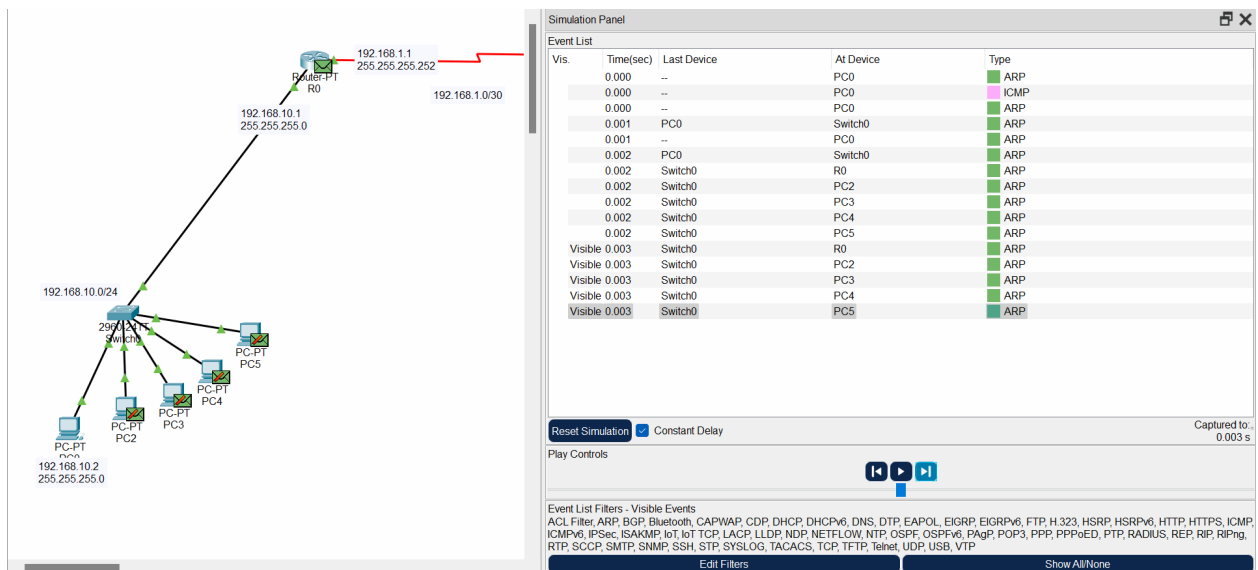 192.168.1.1
255.255.255.252
Router-PT
R0
192.168.1.0/30
192.168.10.1
255.255.255.0
192.168.10.0/24
2960-24TT
Switch0
PC-PT
PC5
PC-PT
PC4
PC-PT
PC3
PC-PT
PC2
PC-PT
PC0
192.168.10.2
255.255.255.0
Simulation Panel
Event List
Vis. Time(sec) Last Device At Device Type
0.000 -- PC0 ARP
0.000 -- PC0 ICMP
0.000 -- PC0 ARP
0.001 PC0 Switch0 ARP
0.001 -- PC0 ARP
0.002 PC0 Switch0 ARP
0.002 Switch0 R0 ARP
0.002 Switch0 PC2 ARP
0.002 Switch0 PC3 ARP
0.002 Switch0 PC4 ARP
0.002 Switch0 PC5 ARP
Visible 0.003 Switch0 R0 ARP
Visible 0.003 Switch0 PC2 ARP
Visible 0.003 Switch0 PC3 ARP
Visible 0.003 Switch0 PC4 ARP
Visible 0.003 Switch0 PC5 ARP
Reset Simulation Constant Delay Captured to:
0.003 s
Play Controls
Event List Filters - Visible Events
ACL Filter, ARP, BGP, Bluetooth, CAPWAP, CDP, DHCP, DHCPv6, DNS, DTP, EAPOL, EIGRP, EIGRPv6, FTP, H.323, HSRP, HSRPv6, HTTP, HTTPS, ICMP,
ICMPv6, IPSec, ISAKMP, IoT, IoT TCP, LACP, LLDP, NDP, NETFLOW, NTP, OSPF, OSPFv6, PAgP, POP3, PPP, PPPoED, PTP, RADIUS, REP, RIP, RIPng,
RTP, SCCP, SMTP, SNMP, SSH, STP, SYSLOG, TACACS, TCP, TFTP, Telnet, UDP, USB, VTP
Edit Filters Show All/None